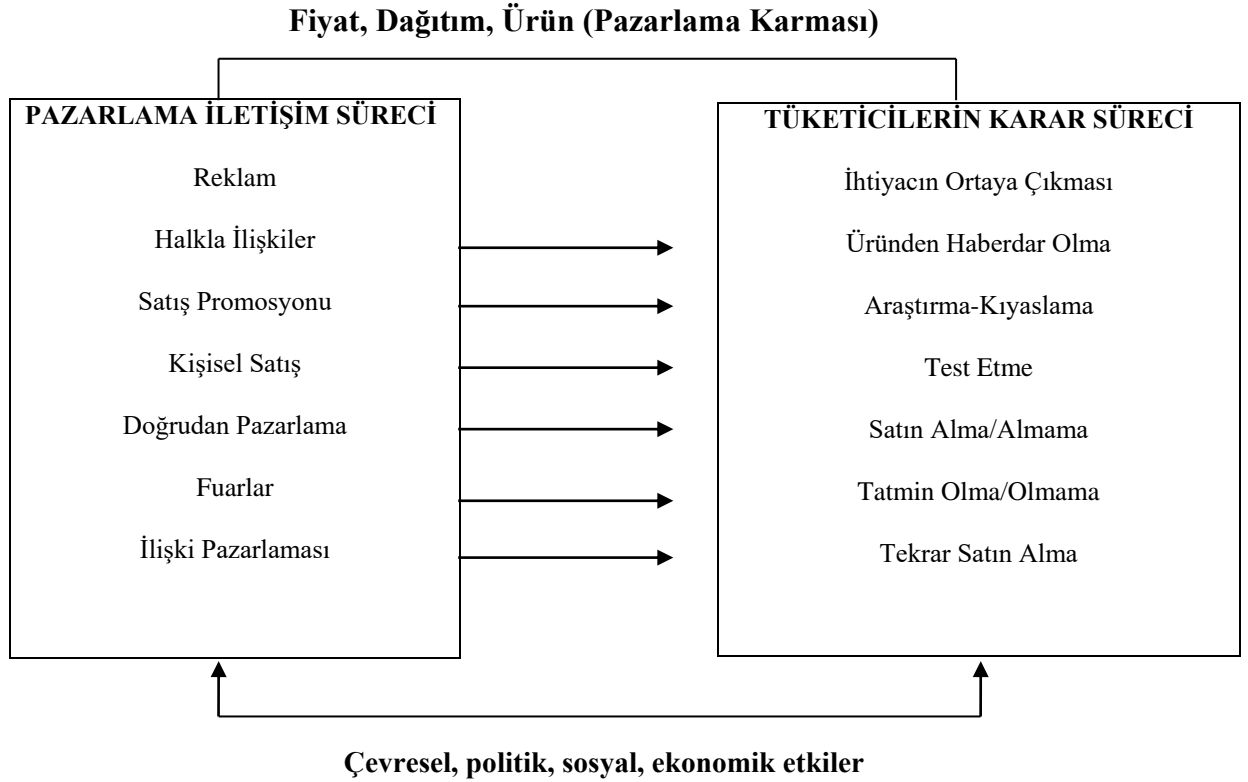 Fiyat, Dağıtım, Ürün (Pazarlama Karması)
PAZARLAMA İLETİŞİM SÜRECİ
Reklam
Halkla İlişkiler
Satış Promosyonu
Kişisel Satış
Doğrudan Pazarlama
Fuarlar
İlişki Pazarlaması
TÜKETİCİLERİN KARAR SÜRECİ
İhtiyacın Ortaya Çıkması
Üründen Haberdar Olma
Araştırma-Kıyaslama
Test Etme
Satın Alma/Almama
Tatmin Olma/Olmama
Tekrar Satın Alma
Çevresel, politik, sosyal, ekonomik etkiler